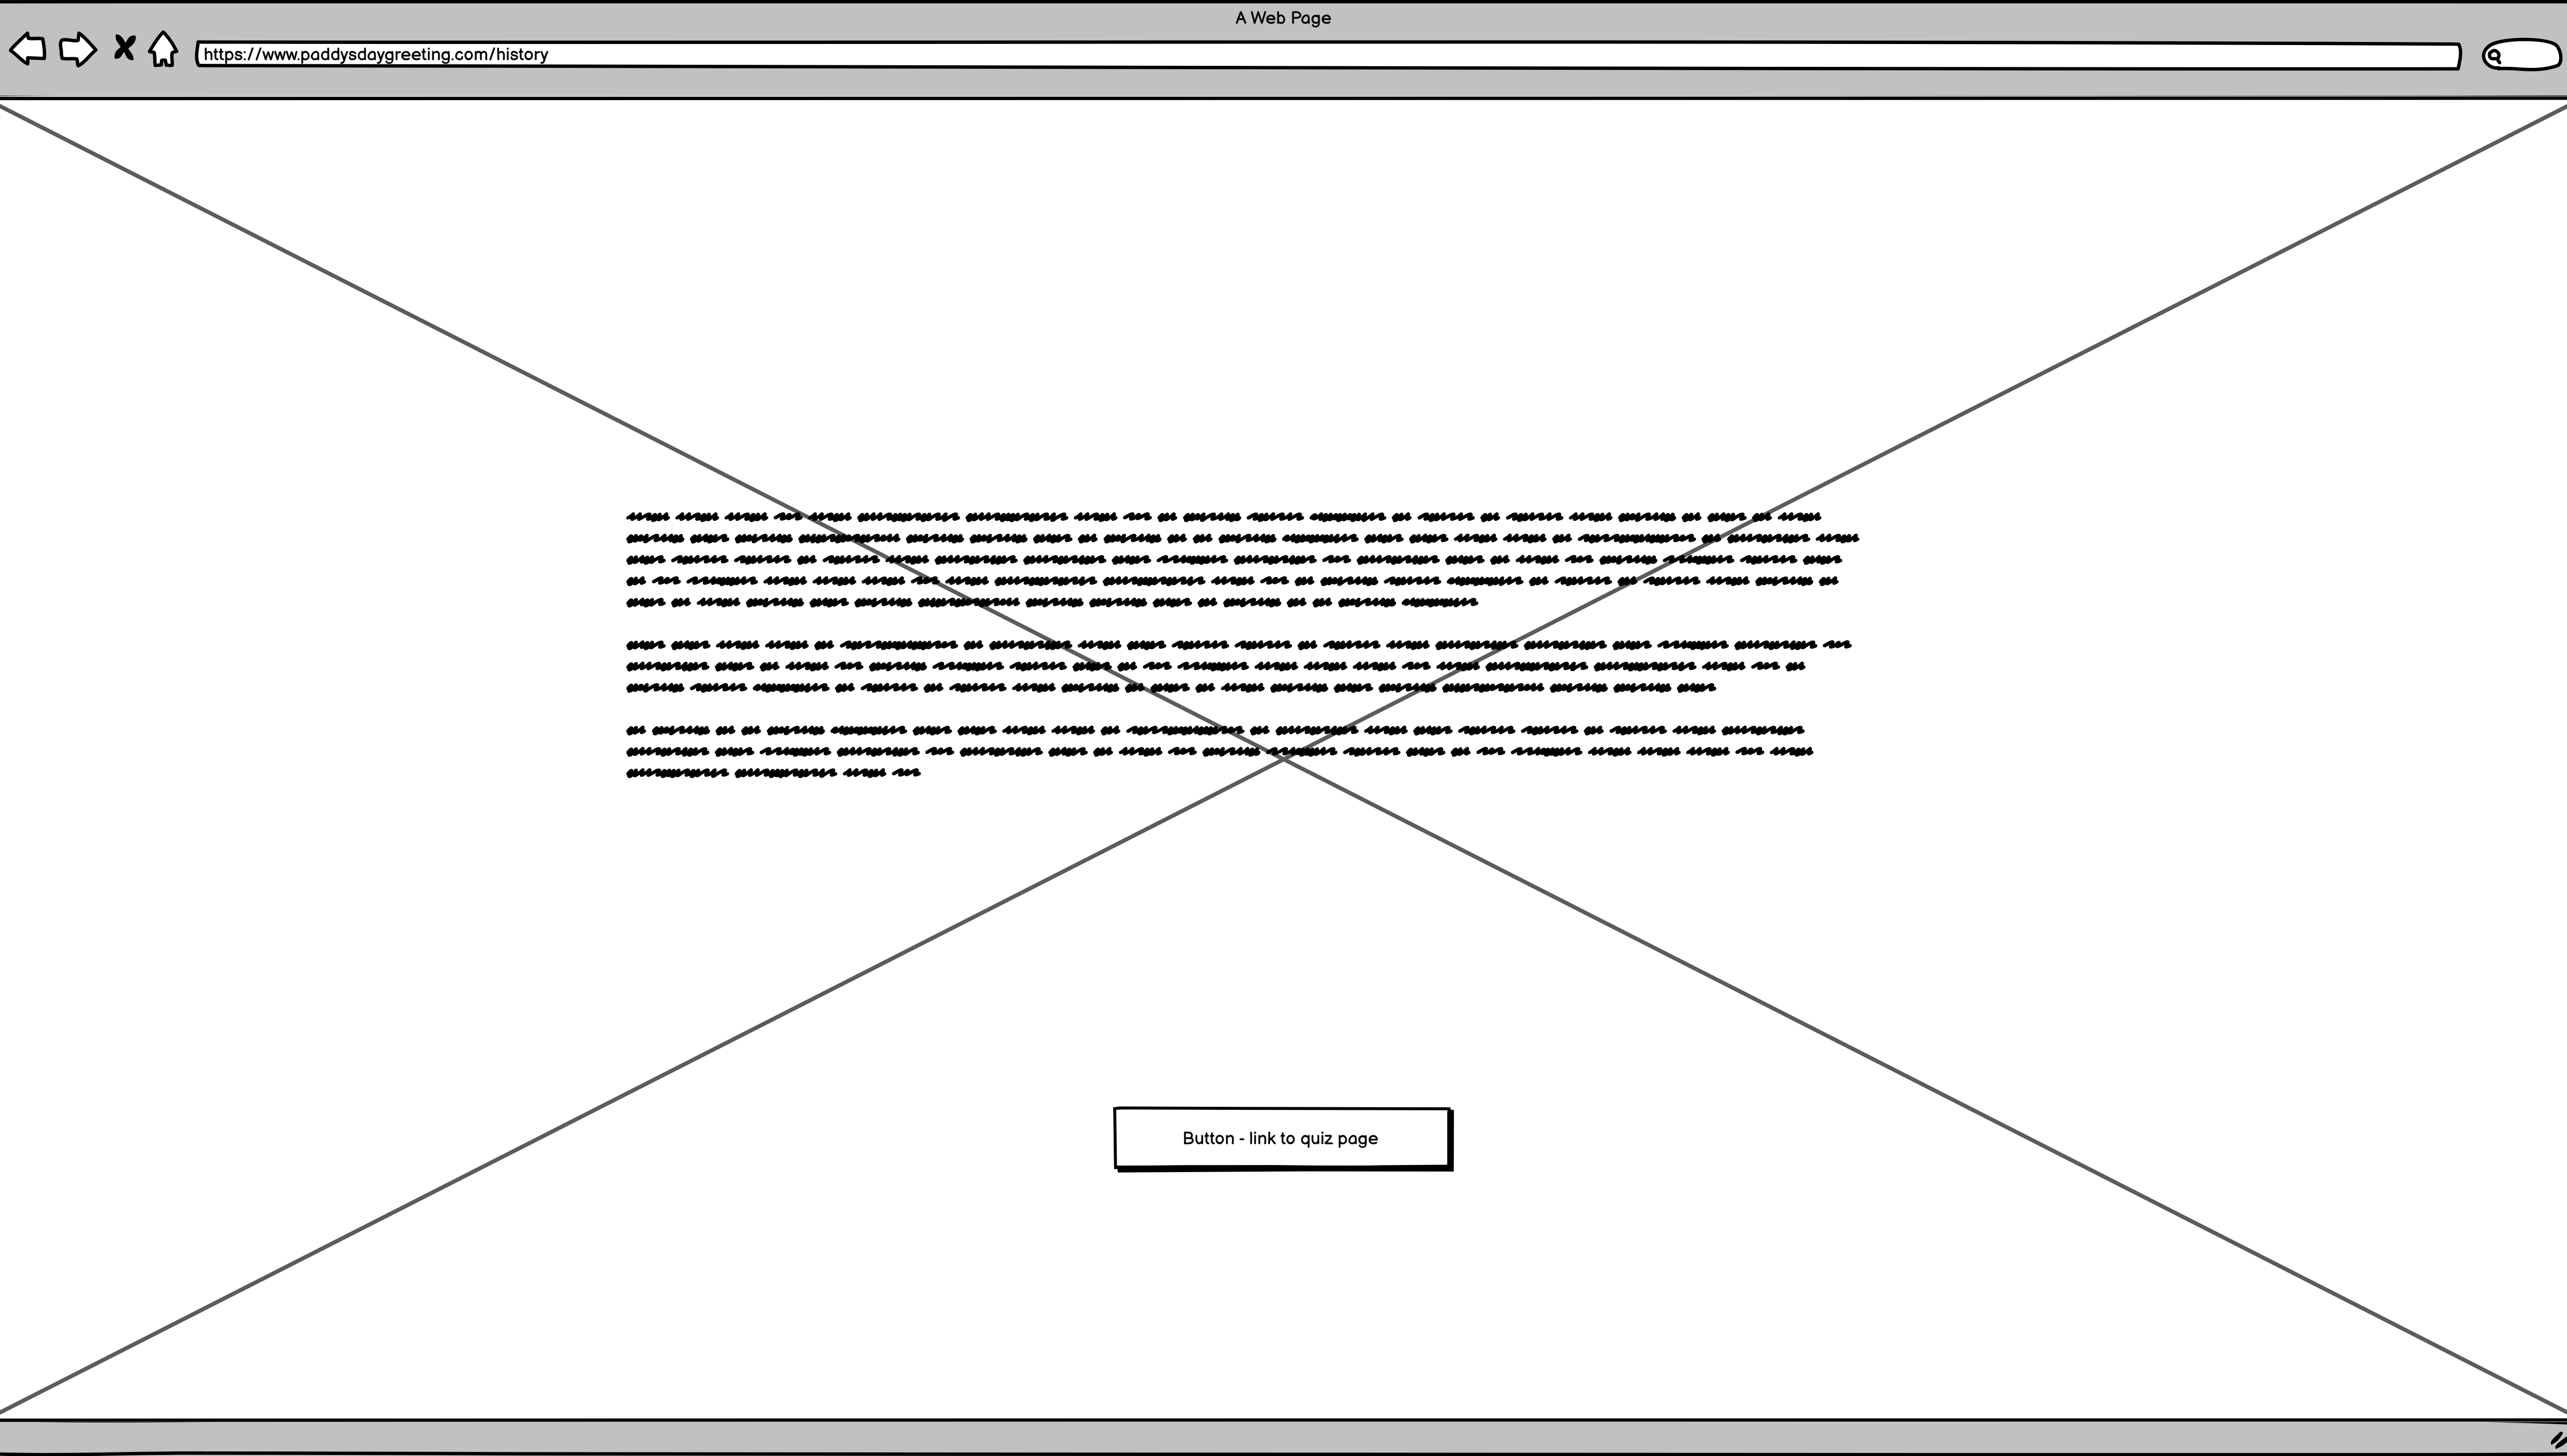 A Web Page
https://www.paddysdaygreeting.com/history
Button - link to quiz page